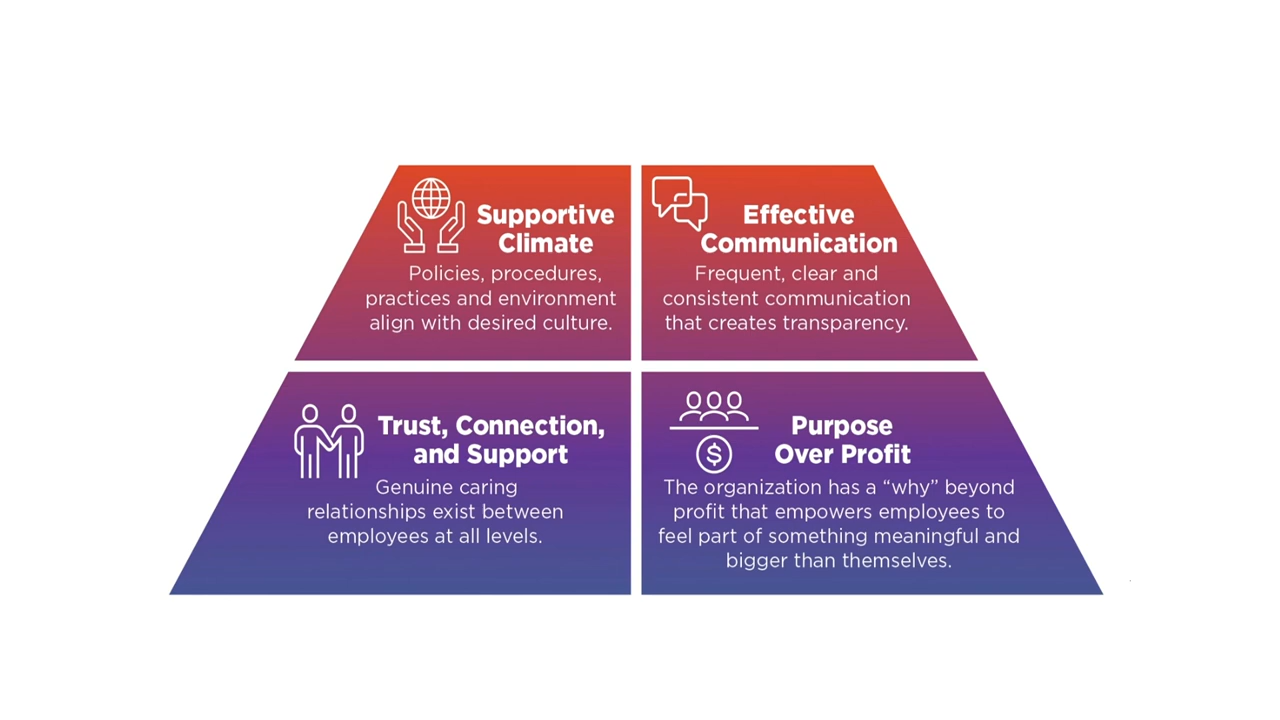 Supportive
Climate
Policies, procedures,
practices and environment
align with desired culture.
Effective
Communication
Frequent, clear and
consistent communication
that creates transparency.
Trust, Connection,
and Support
Genuine caring
relationships exist between
employees at all levels.
Purpose
Over Profit
$
The organization has a “why” beyond
profit that empowers employees to
feel part of something meaningful and
bigger than themselves.